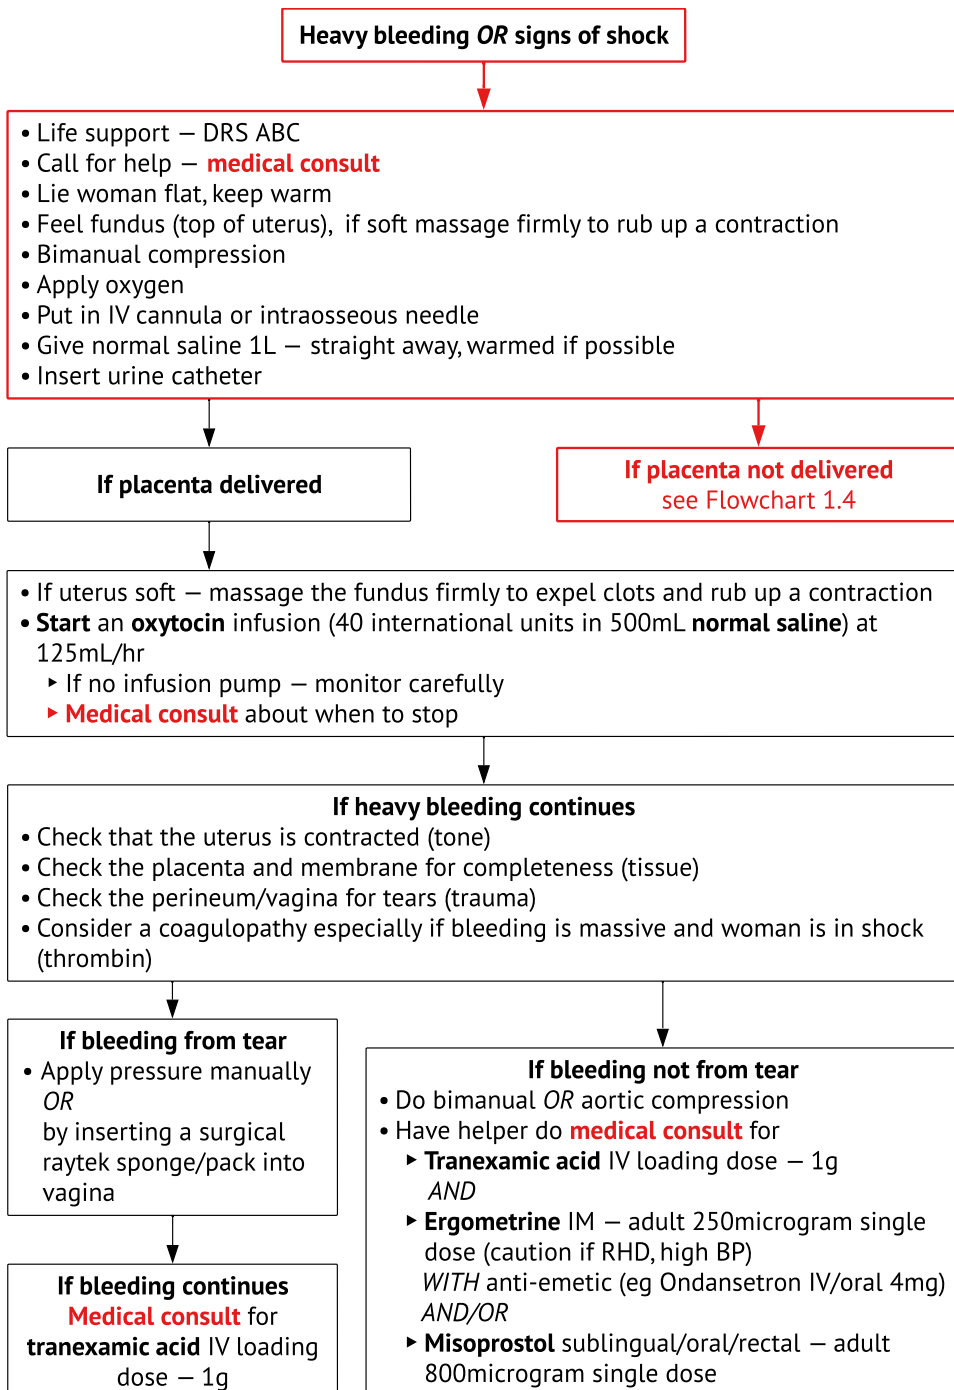 Heavy bleeding OR signs of shock
• Life support — DRS ABC
• Call for help — medical consult
• Lie woman flat, keep warm
• Feel fundus (top of uterus), if soft massage firmly to rub up a contraction
• Bimanual compression
• Apply oxygen
• Put in IV cannula or intraosseous needle
• Give normal saline 1L — straight away, warmed if possible
• Insert urine catheter
If placenta delivered
If placenta not delivered
see Flowchart 1.4
• If uterus soft — massage the fundus firmly to expel clots and rub up a contraction
• Start an oxytocin infusion (40 international units in 500mL normal saline) at
125mL/hr
▸ If no infusion pump — monitor carefully
▸ Medical consult about when to stop
If heavy bleeding continues
• Check that the uterus is contracted (tone)
• Check the placenta and membrane for completeness (tissue)
• Check the perineum/vagina for tears (trauma)
• Consider a coagulopathy especially if bleeding is massive and woman is in shock
(thrombin)
If bleeding from tear
• Apply pressure manually
OR
by inserting a surgical
raytek sponge/pack into
vagina
If bleeding continues
Medical consult for
tranexamic acid IV loading
dose — 1g
If bleeding not from tear
• Do bimanual OR aortic compression
• Have helper do medical consult for
▸ Tranexamic acid IV loading dose — 1g
AND
▸ Ergometrine IM — adult 250microgram single
dose (caution if RHD, high BP)
WITH anti-emetic (eg Ondansetron IV/oral 4mg)
AND/OR
▸ Misoprostol sublingual/oral/rectal — adult
800microgram single dose